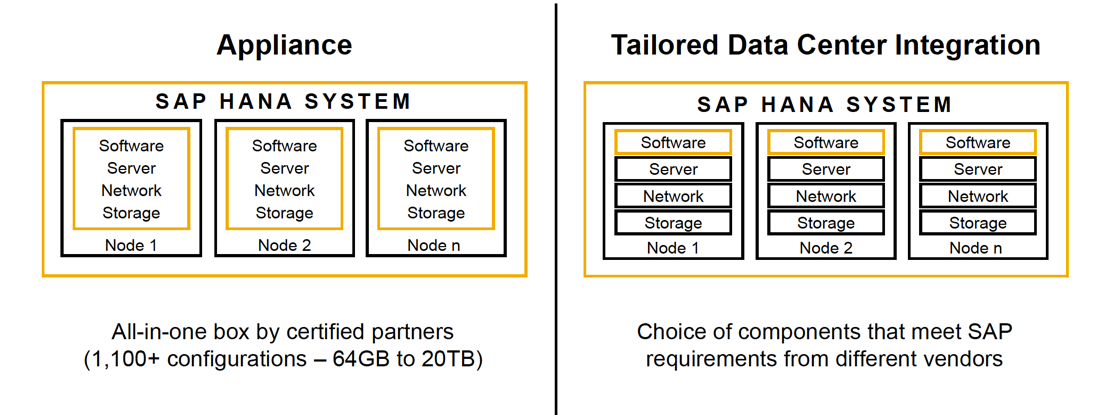 Appliance
SAP HANA SYSTEM
Software
Server
Network
Storage
Node 1
Software
Server
Network
Storage
Node 2
Software
Server
Network
Storage
Node n
All-in-one box by certified partners
(1,100+ configurations – 64GB to 20TB)
Tailored Data Center Integration
SAP HANA SYSTEM
Software
Server
Network
Storage
Node 1
Software
Server
Network
Storage
Node 2
Software
Server
Network
Storage
Node n
Choice of components that meet SAP
requirements from different vendors